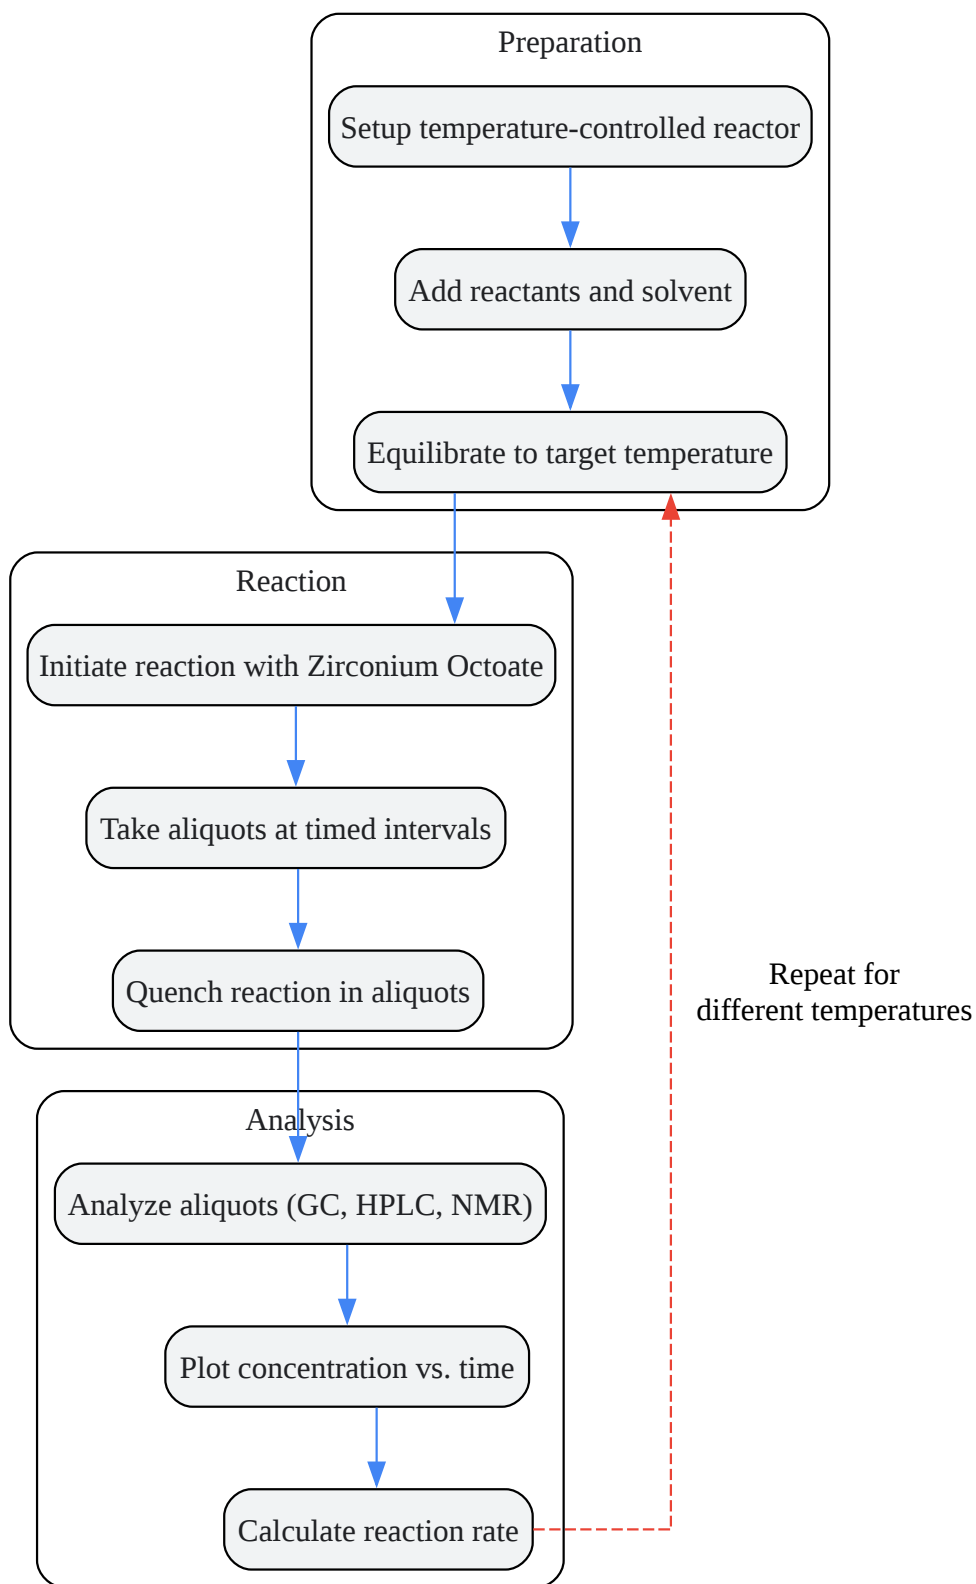 Preparation
Setup temperature-controlled reactor
Add reactants and solvent
Equilibrate to target temperature
Reaction
Initiate reaction with Zirconium Octoate
Take aliquots at timed intervals
Quench reaction in aliquots
Repeat for
different temperatures
Analysis
Analyze aliquots (GC, HPLC, NMR)
Plot concentration vs. time
Calculate reaction rate